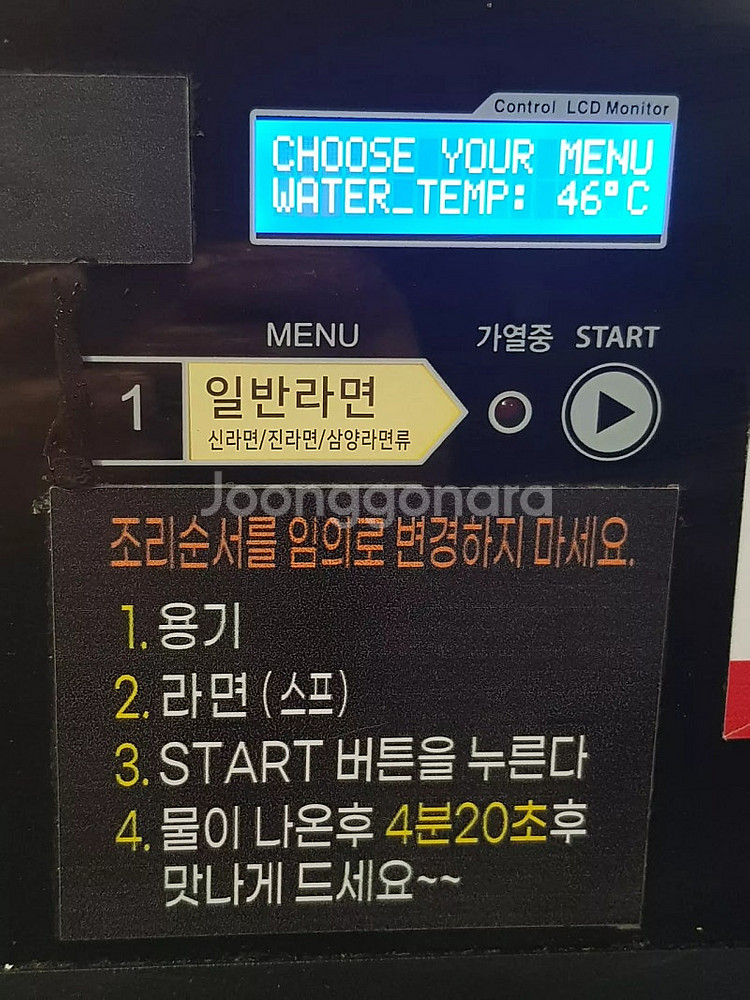 Control LCD Monitor
CHOOSE YOUR MENU
WATER_TEMP: 46°C
MENU 가열중 START
1 일반라면
신라면/진라면/삼양라면류
Joonggonara
조리순서를 임의로 변경하지 마세요.
1. 용기
2. 라면 (스프)
3. START 버튼을 누른다
4. 물이 나온후 4분20초후
맛나게 드세요~~